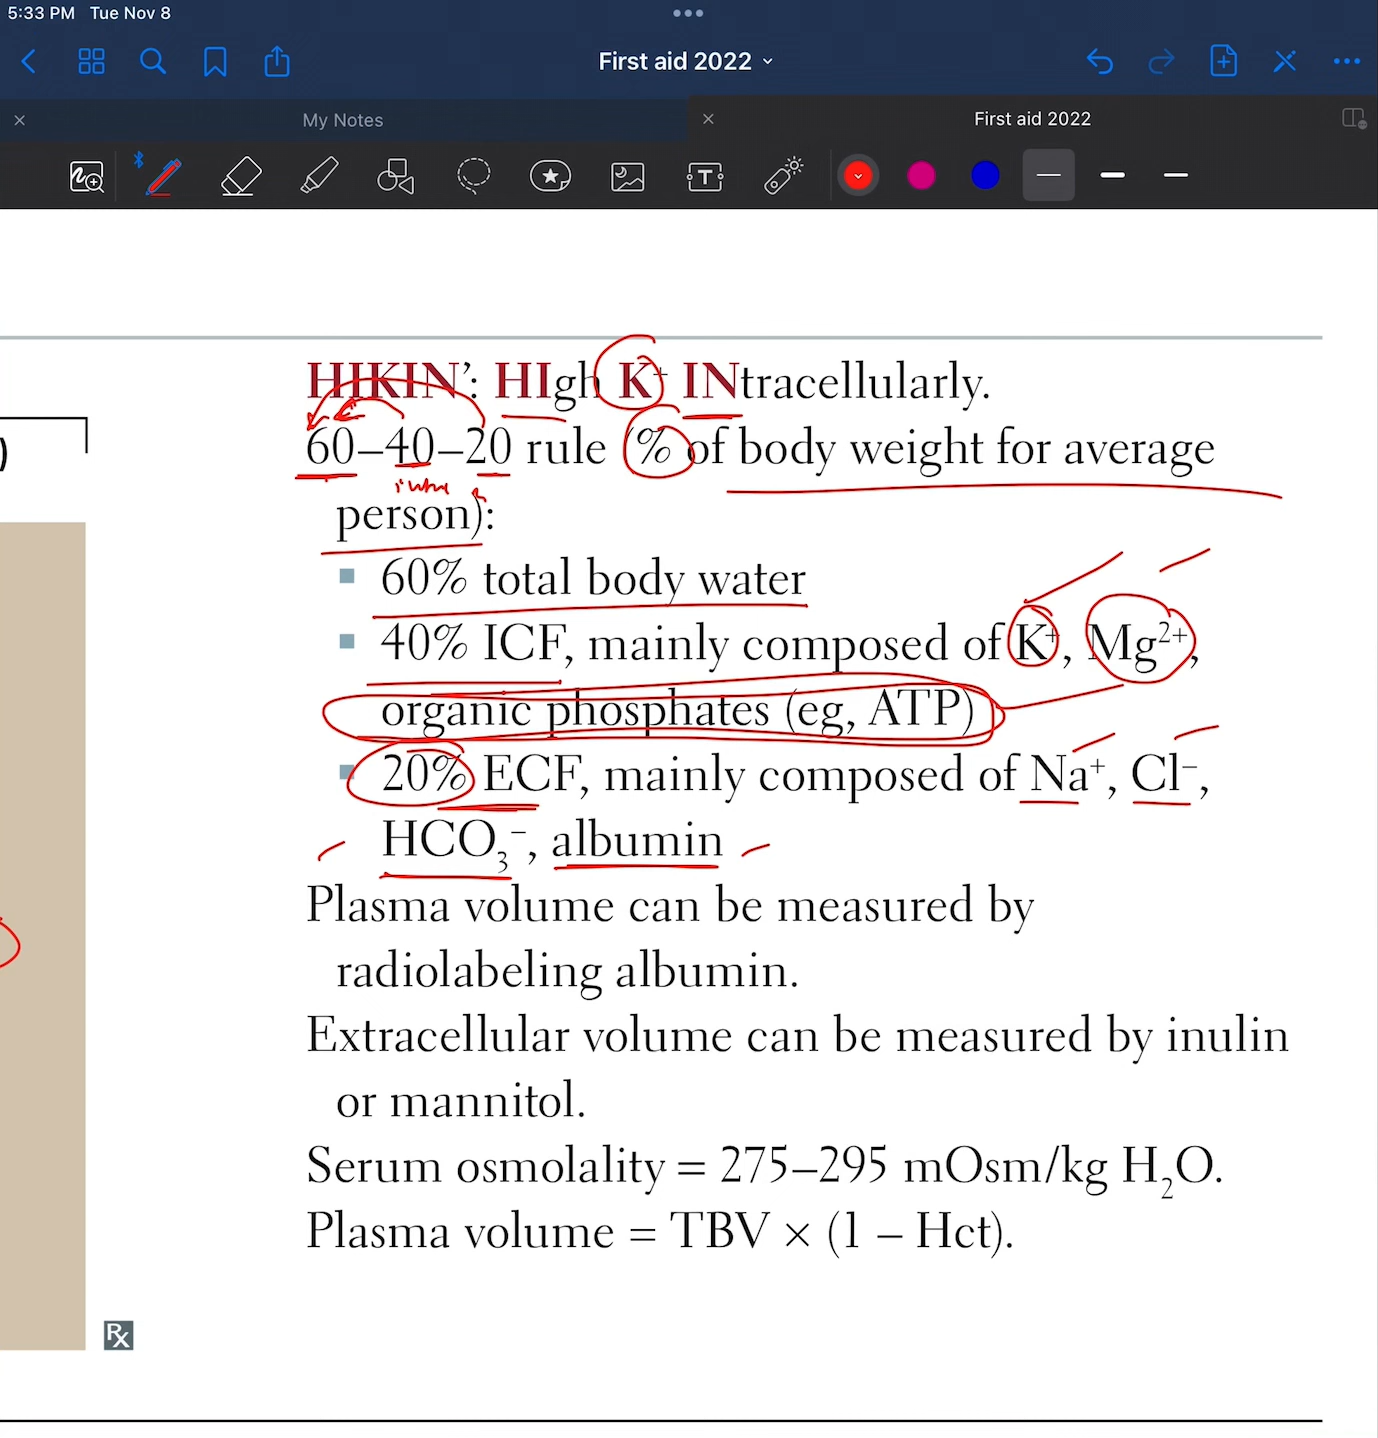 5:33 PM Tue Nov 8
First aid 2022
My Notes
First aid 2022
HIKIN': HIgh K+ INtracellularly.
60–40–20 rule (% of body weight for average
person):
60% total body water
40% ICF, mainly composed of K+, Mg2+,
organic phosphates (eg, ATP)
20% ECF, mainly composed of Na+, Cl–,
HCO3–, albumin
Plasma volume can be measured by
radiolabeling albumin.
Extracellular volume can be measured by inulin
or mannitol.
Serum osmolality = 275–295 mOsm/kg H2O.
Plasma volume = TBV × (1 – Hct).
Rx